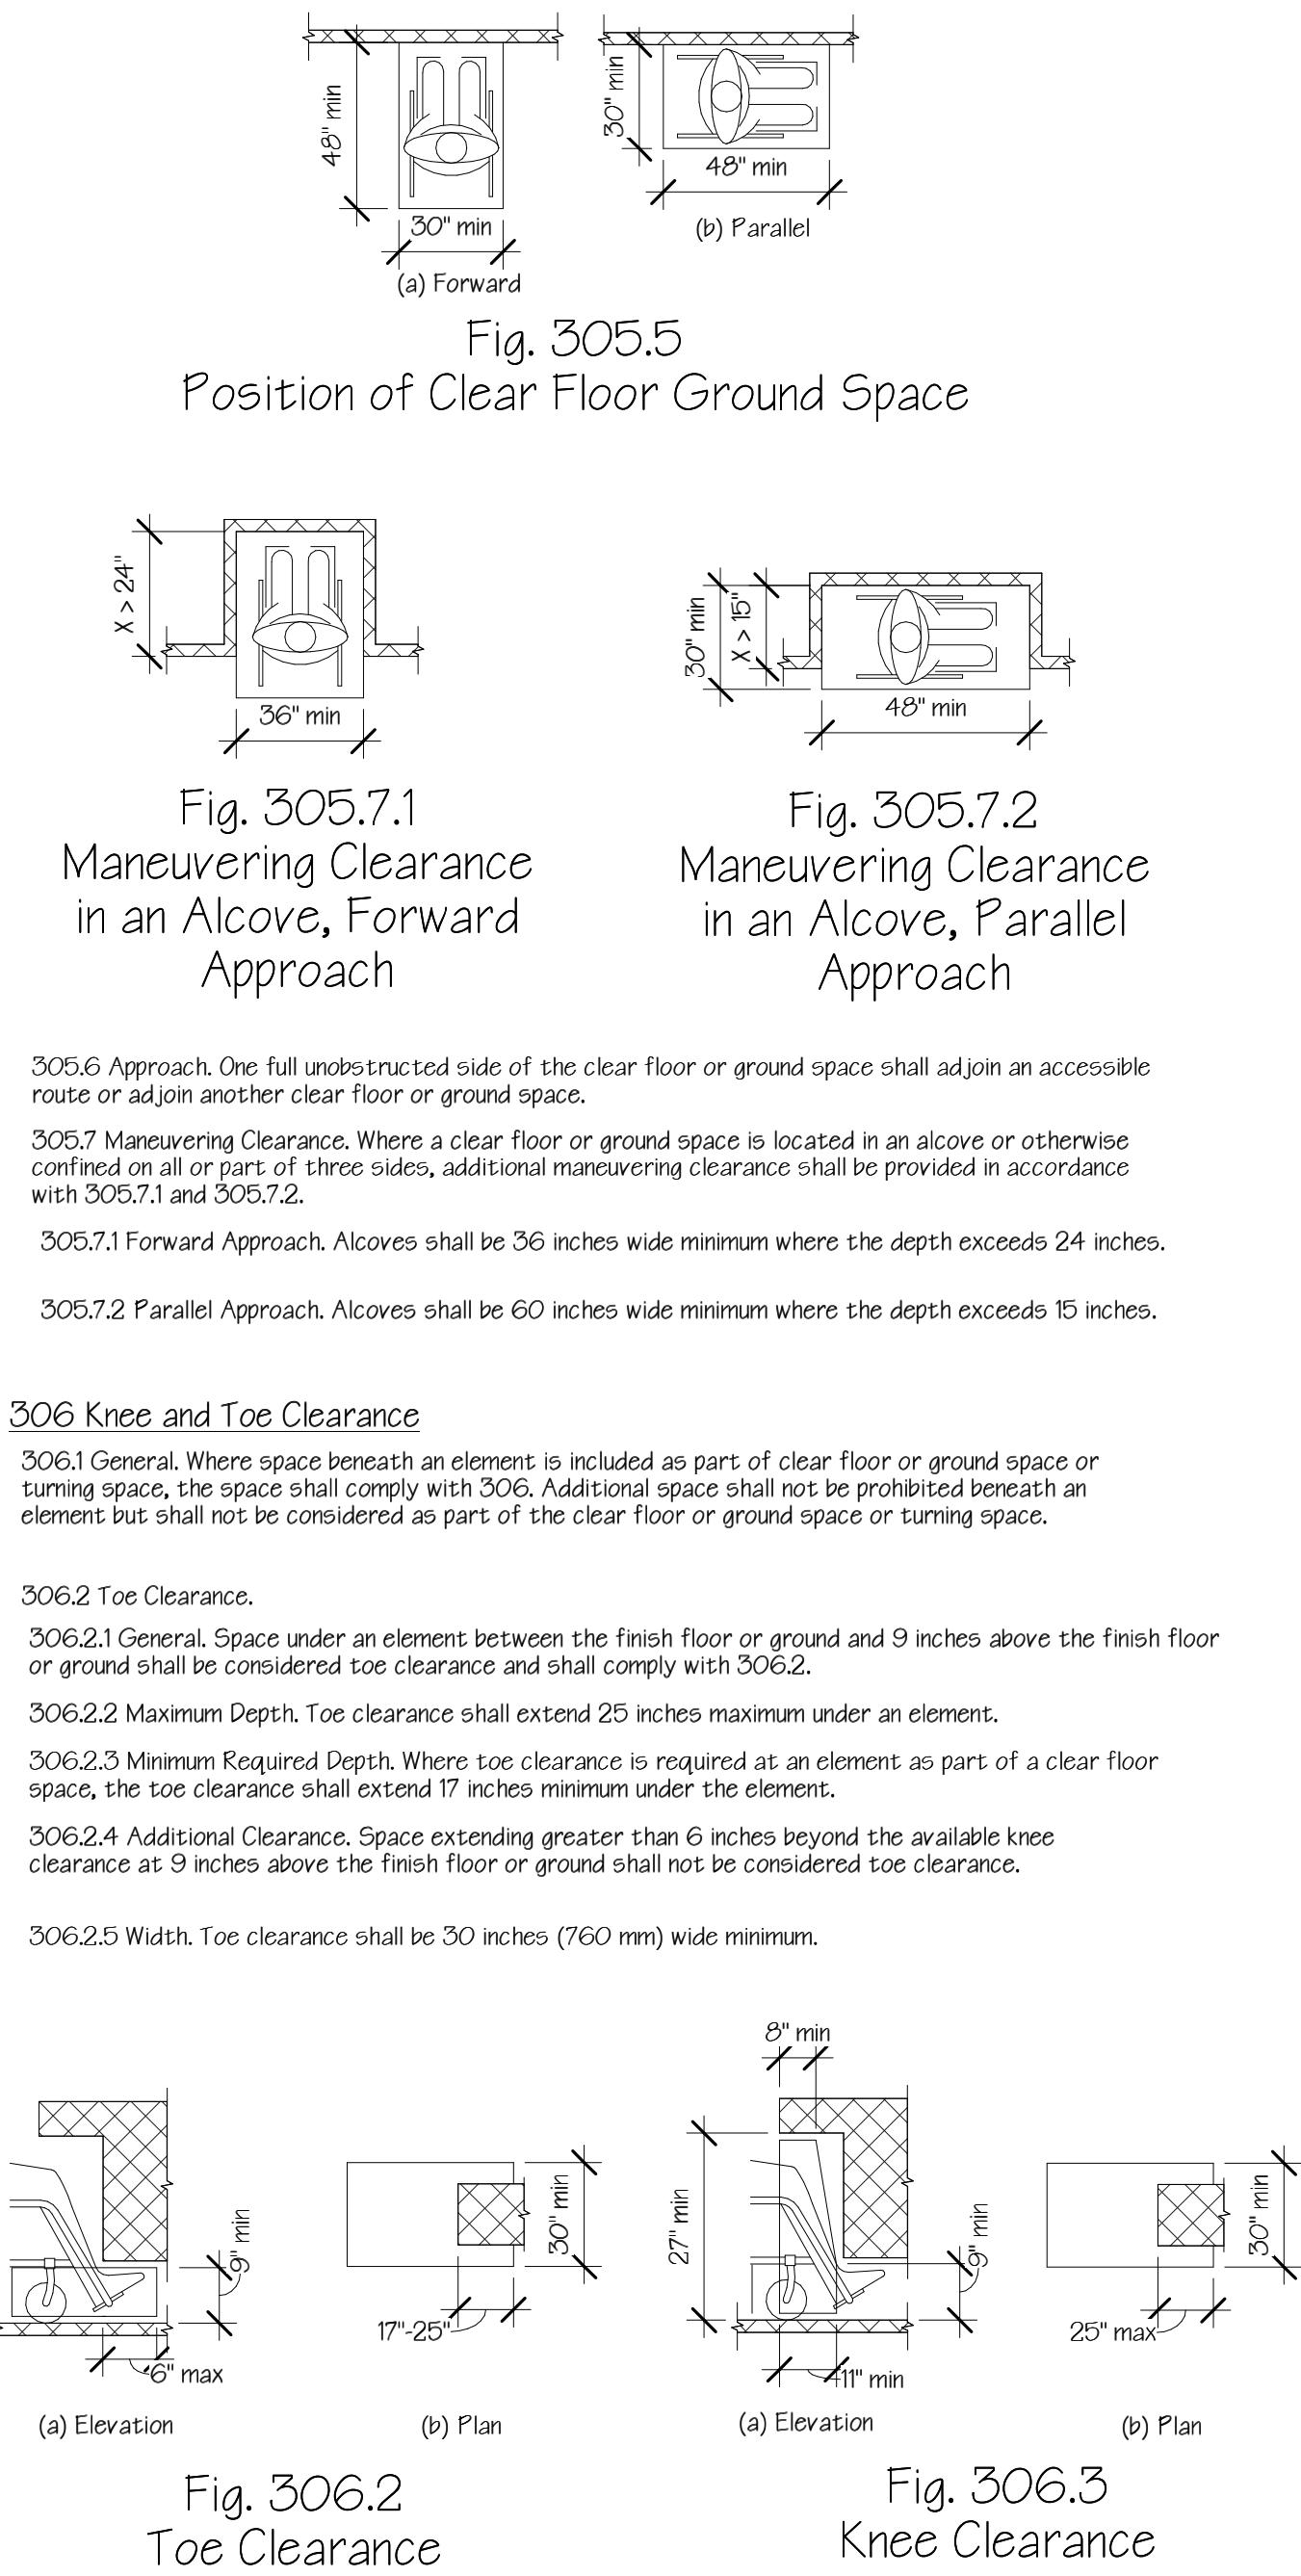 48" min
30" min
(a) Forward
30" min
48" min
(b) Parallel
Fig. 305.5
Position of Clear Floor Ground Space
X > 24"
36" min
30" min
X > 15"
48" min
Fig. 305.7.1
Maneuvering Clearance
in an Alcove, Forward
Approach
Fig. 305.7.2
Maneuvering Clearance
in an Alcove, Parallel
Approach
305.6 Approach. One full unobstructed side of the clear floor or ground space shall adjoin an accessible
route or adjoin another clear floor or ground space.
305.7 Maneuvering Clearance. Where a clear floor or ground space is located in an alcove or otherwise
confined on all or part of three sides, additional maneuvering clearance shall be provided in accordance
with 305.7.1 and 305.7.2.
305.7.1 Forward Approach. Alcoves shall be 36 inches wide minimum where the depth exceeds 24 inches.
305.7.2 Parallel Approach. Alcoves shall be 60 inches wide minimum where the depth exceeds 15 inches.
306 Knee and Toe Clearance
306.1 General. Where space beneath an element is included as part of clear floor or ground space or
turning space, the space shall comply with 306. Additional space shall not be prohibited beneath an
element but shall not be considered as part of the clear floor or ground space or turning space.
306.2 Toe Clearance.
306.2.1 General. Space under an element between the finish floor or ground and 9 inches above the finish floor
or ground shall be considered toe clearance and shall comply with 306.2.
306.2.2 Maximum Depth. Toe clearance shall extend 25 inches maximum under an element.
306.2.3 Minimum Required Depth. Where toe clearance is required at an element as part of a clear floor
space, the toe clearance shall extend 17 inches minimum under the element.
306.2.4 Additional Clearance. Space extending greater than 6 inches beyond the available knee
clearance at 9 inches above the finish floor or ground shall not be considered toe clearance.
306.2.5 Width. Toe clearance shall be 30 inches (760 mm) wide minimum.
9" min
6" max
(a) Elevation
30" min
17"-25"
(b) Plan
Fig. 306.2
Toe Clearance
8" min
27" min
9" min
11" min
(a) Elevation
30" min
25" max
(b) Plan
Fig. 306.3
Knee Clearance